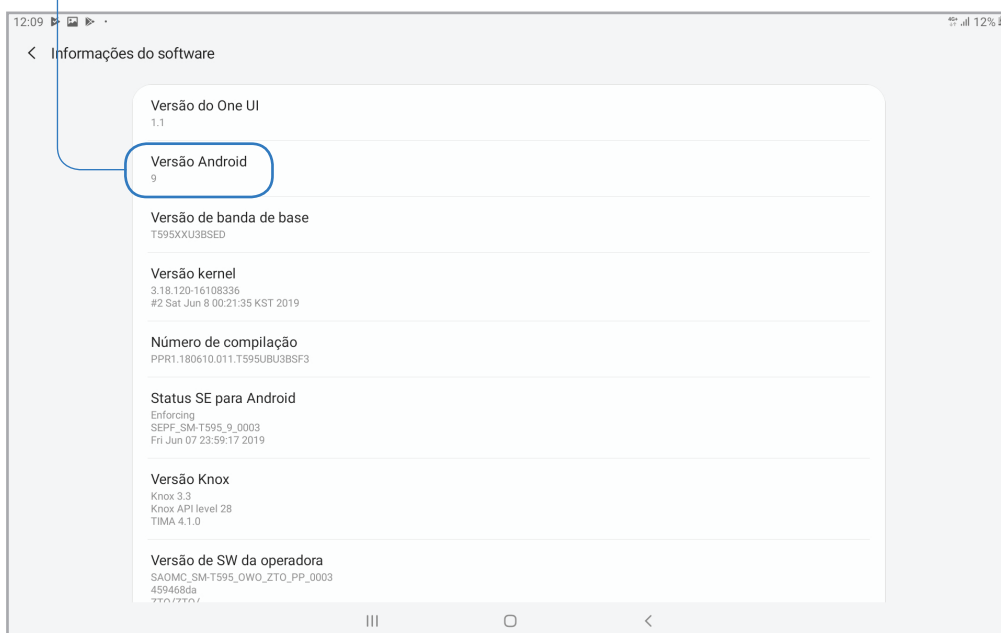 12:09
12%
Informações do software
Versão do One UI
1.1
Versão Android
9
Versão de banda de base
T595XXU3BSED
Versão kernel
3.18.120-16108336
#2 Sat Jun 8 00:21:35 KST 2019
Número de compilação
PPR1.180610.011.T595UBU3BSF3
Status SE para Android
Enforcing
SEPF_SM-T595_9_0003
Fri Jun 07 23:59:17 2019
Versão Knox
Knox 3.3
Knox API level 28
TIMA 4.1.0
Versão de SW da operadora
SAOMC_SM-T595_OWO_ZTO_PP_0003
459468da